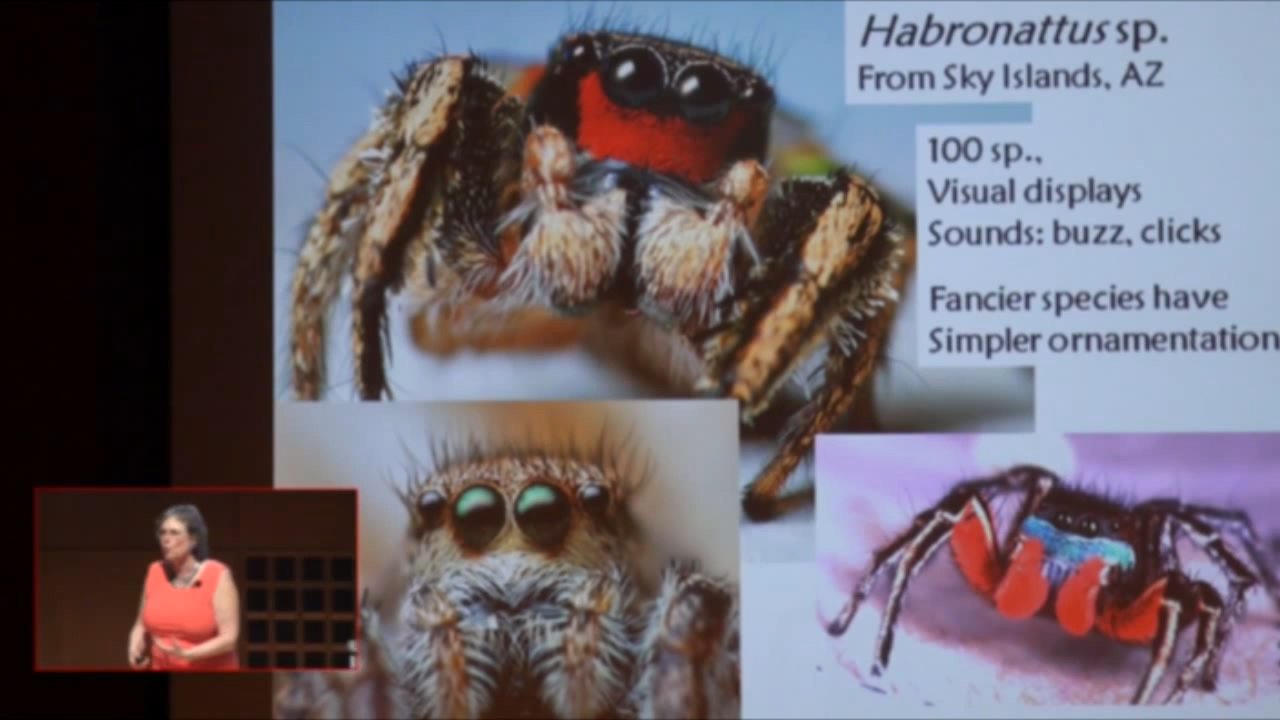 Habronattus sp.
From Sky Islands, AZ
100 sp.,
Visual displays
Sounds: buzz, clicks
Fancier species have
Simpler ornamentation